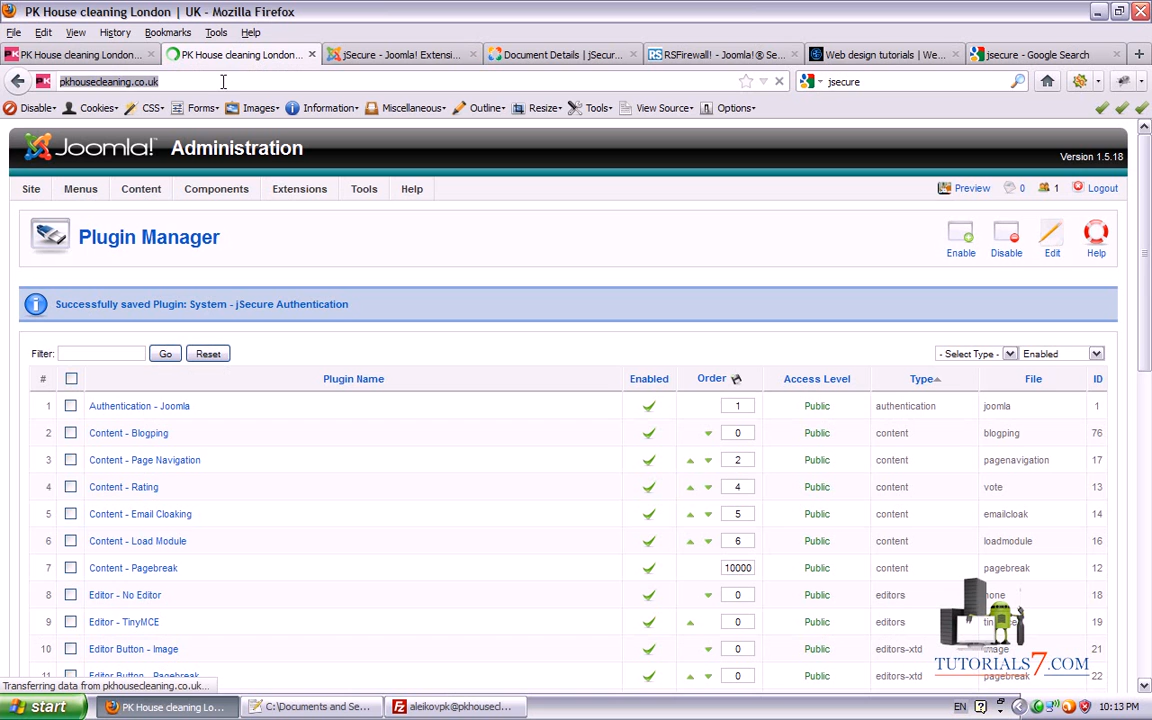 PK House cleaning London | UK - Mozilla Firefox
File Edit View History Bookmarks Tools Help
PK House cleaning London... PK House cleaning London... jSecure - Joomla! Extensi... Document Details | jSecur... RSFirewall! - Joomla!® Se... Web design tutorials | We... jsecure - Google Search
pkhousecleaning.co.uk jsecure
Disable Cookies CSS Forms Images Information Miscellaneous Outline Resize Tools View Source Options
Joomla! Administration
Version 1.5.18
Site Menus Content Components Extensions Tools Help Preview 0 1 Logout
Plugin Manager
Enable Disable Edit Help
Successfully saved Plugin: System - jSecure Authentication
Filter: Go Reset - Select Type - Enabled
# Plugin Name Enabled Order Access Level Type File ID
1 Authentication - Joomla 1 Public authentication joomla 1
2 Content - Blogping 0 Public content blogping 76
3 Content - Page Navigation 2 Public content pagenavigation 17
4 Content - Rating 4 Public content vote 13
5 Content - Email Cloaking 5 Public content emailcloak 14
6 Content - Load Module 6 Public content loadmodule 16
7 Content - Pagebreak 10000 Public content pagebreak 12
8 Editor - No Editor 0 Public editors none 18
9 Editor - TinyMCE 0 Public editors 19
10 Editor Button - Image 0 Public editors-xtd image 21
11 Editor Button - Pagebreak 0 Public editors-xtd pagebreak 22
TUTORIALS7.COM
Transferring data from pkhousecleaning.co.uk...
start PK House cleaning Lo... C:\Documents and Se... aleikovpk@pkhousecl... EN 10:13 PM